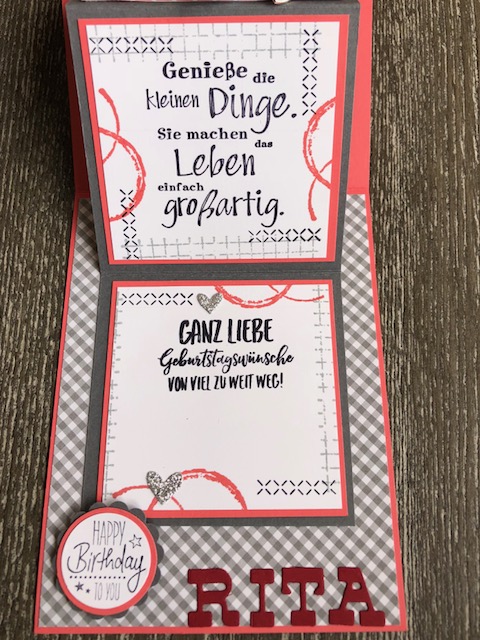 Genieße die
kleinen Dinge.
Sie machen das
Leben
einfach
großartig.
GANZ LIEBE
Geburtstagswünsche
VON VIEL ZU WEIT WEG!
HAPPY
Birthday
TO YOU
RITA